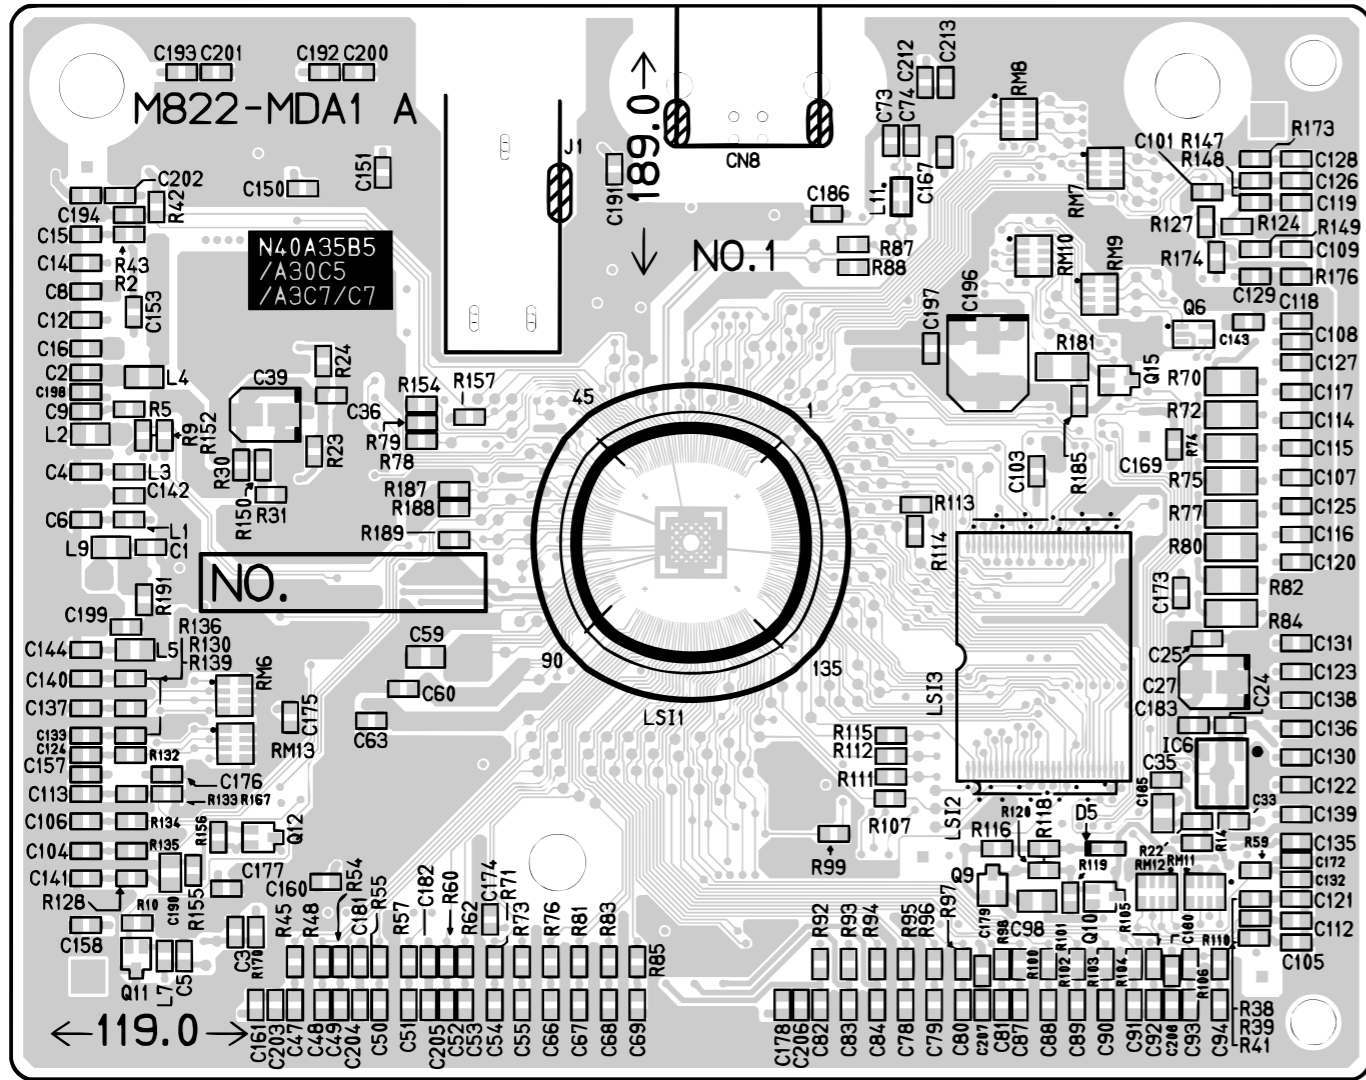 C193 C201 C192 C200
M822-MDA1 A
189.0
CN8
J1
C151
C150
C191
C212 C213
C73 C74
C167
L11.
C186
R87
R88
NO.1
RM8
RM7
RM10
RM9
C101 R147
R148
R173
C128
C126
C119
R127
R124
R149
R174
C109
R176
C129
C118
Q6
C143
C108
C127
C202
C194
R42
C15
R43
C14
R2
C8
C153
C12
C16
C2
L4
C198
C9
R5
L2
R9
R152
C4
L3
C142
C6
L1
L9
C1
N40A35B5
/A30C5
/A3C7/C7
R24
C39
C36
R23
R30
R150
R31
R154
R157
R79
R78
R187
R188
R189
NO.
45
1
90
135
LSI1
C197
C196
R181
Q15
R185
C103
R113
R114
C169
R70
R72
R74
R75
R77
R80
R82
R84
C173
C117
C114
C115
C107
C125
C116
C120
C131
C123
C138
C136
C130
C122
C139
C135
C172
C132
C121
C112
C105
C25
C27
C24
C183
IC6
C35
C185
C33
R22
R14
R59
RM12
RM11
LSI3
LSI2
R115
R112
R111
R107
R99
R116
R120
R118
D5
R119
Q9
C179
C98
R101
Q10
R105
C180
R110
R191
C199
R136
R130
R139
C144
L5
C140
C137
C133
C124
R132
C157
C176
C113
R133 R167
C106
R134
C104
R135
C141
R128
R156
Q12
C177
C190
R155
R10
C158
Q11
L7
C5
C3
R170
RM6
C175
RM13
C59
C60
C63
C160
R45 R48 R54 C181 R55 R57 C182 R60 R62 C174 R71 R73 R76 R81 R83 R85
R92 R93 R94 R95 R96 R97 R98 R100 R102 R103 R104 R106
119.0
C161 C203 C47 C48 C49 C204 C50 C51 C205 C52 C53 C54 C55 C66 C67 C68 C69
C178 C206 C82 C83 C84 C78 C79 C80 C207 C81 C87 C88 C89 C90 C91 C92 C208 C93 C94
R38
R39
R41